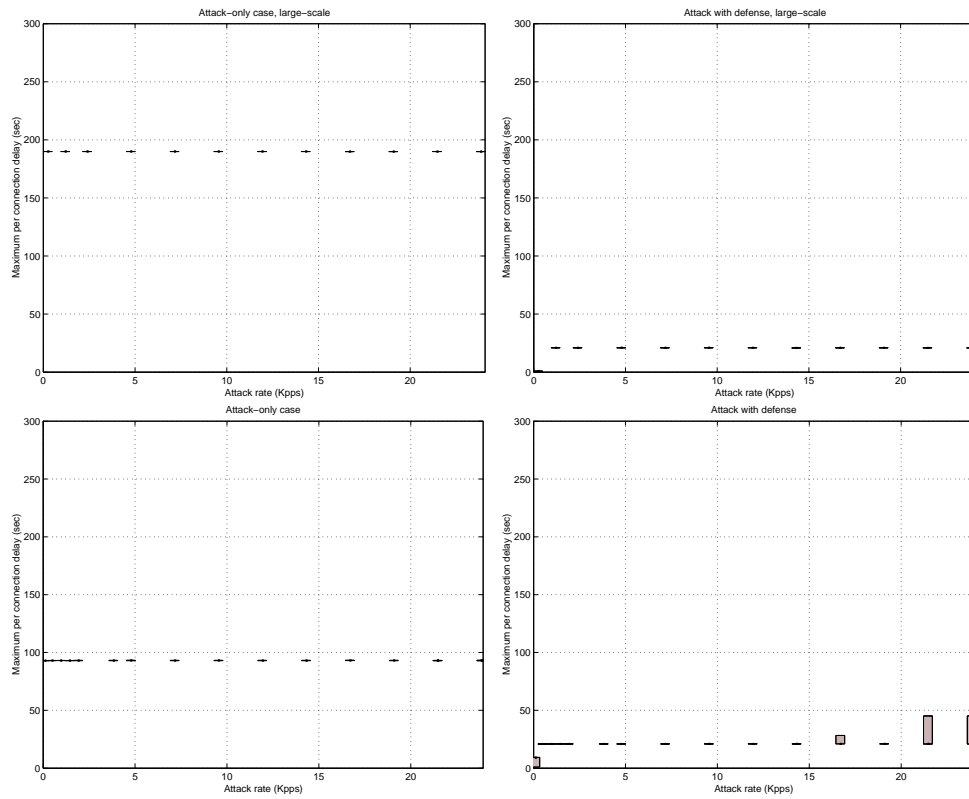 Attack−only case, large−scale
Maximum per connection delay (sec)
300
250
200
150
100
50
0
0 5 10 15 20
Attack rate (Kpps)
Attack with defense, large−scale
Maximum per connection delay (sec)
300
250
200
150
100
50
0
0 5 10 15 20
Attack rate (Kpps)
Attack−only case
Maximum per connection delay (sec)
300
250
200
150
100
50
0
0 5 10 15 20
Attack rate (Kpps)
Attack with defense
Maximum per connection delay (sec)
300
250
200
150
100
50
0
0 5 10 15 20
Attack rate (Kpps)